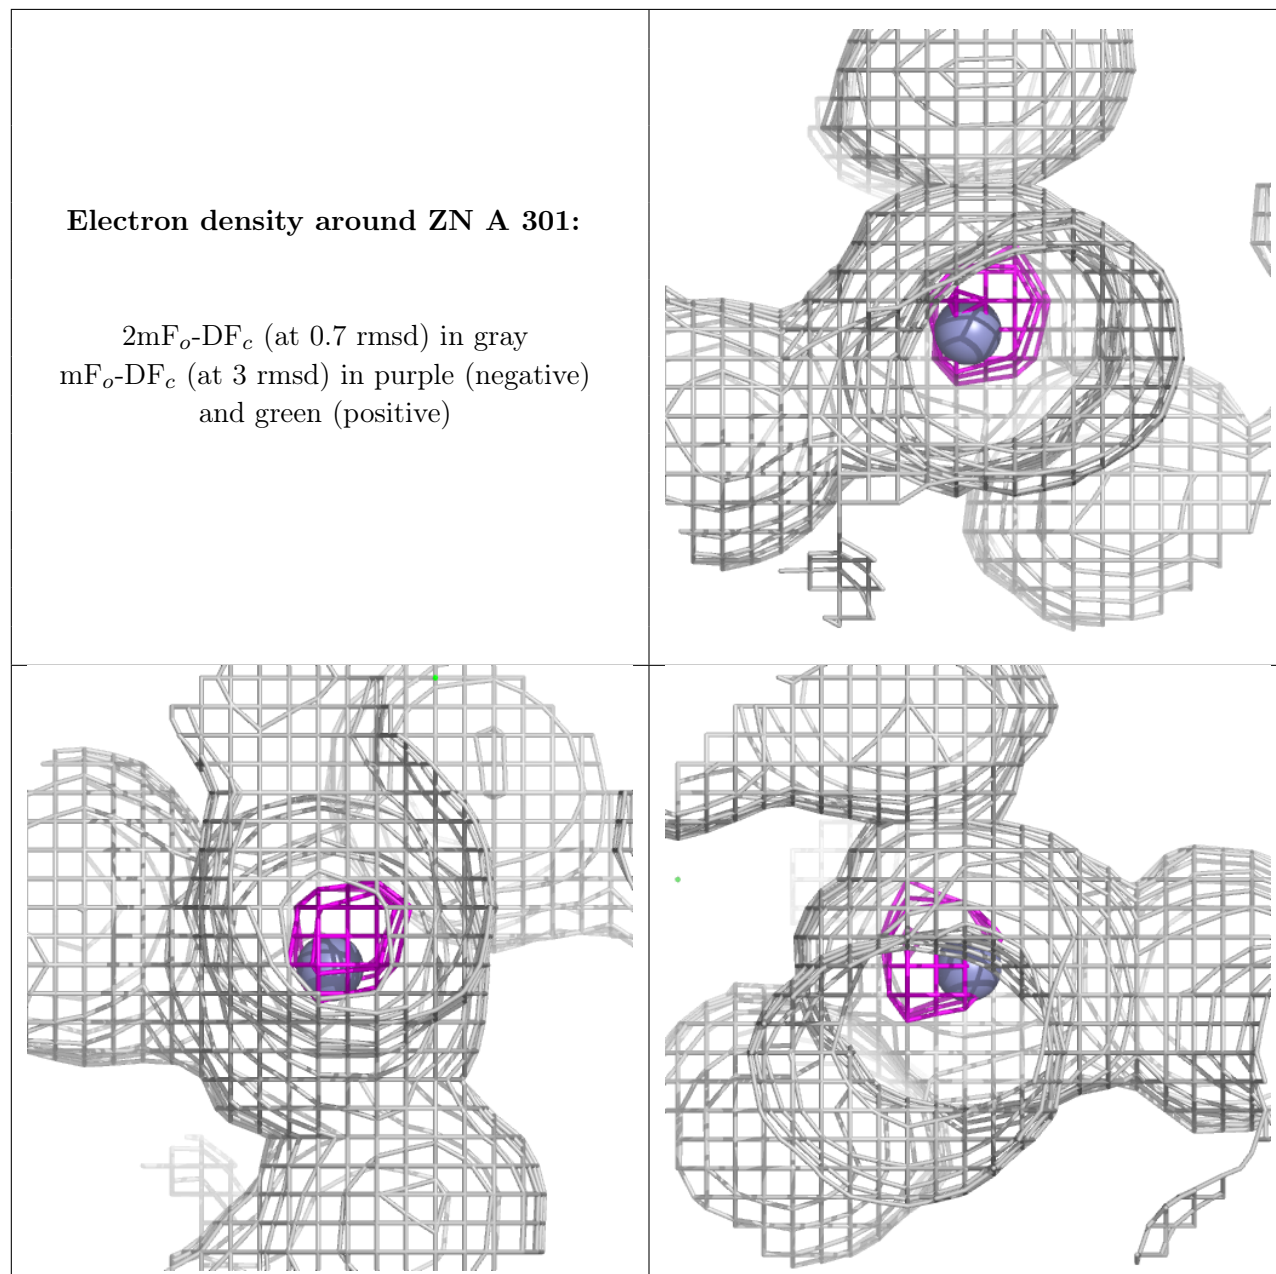 Electron density around ZN A 301:
2mFo-DFc (at 0.7 rmsd) in gray
mFo-DFc (at 3 rmsd) in purple (negative)
and green (positive)